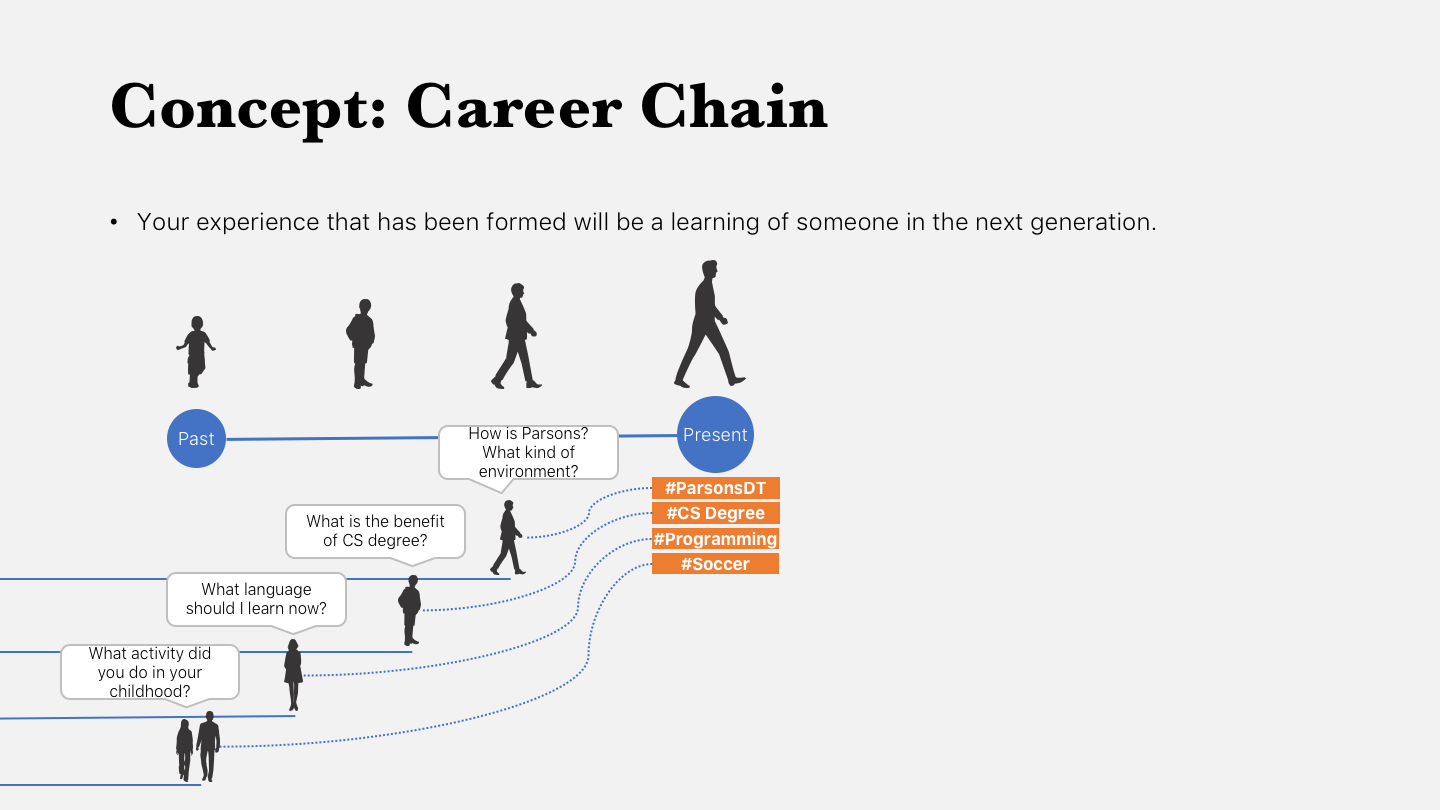 Concept: Career Chain
• Your experience that has been formed will be a learning of someone in the next generation.
Past
Present
How is Parsons?
What kind of
environment?
#ParsonsDT
#CS Degree
#Programming
#Soccer
What is the benefit
of CS degree?
What language
should I learn now?
What activity did
you do in your
childhood?